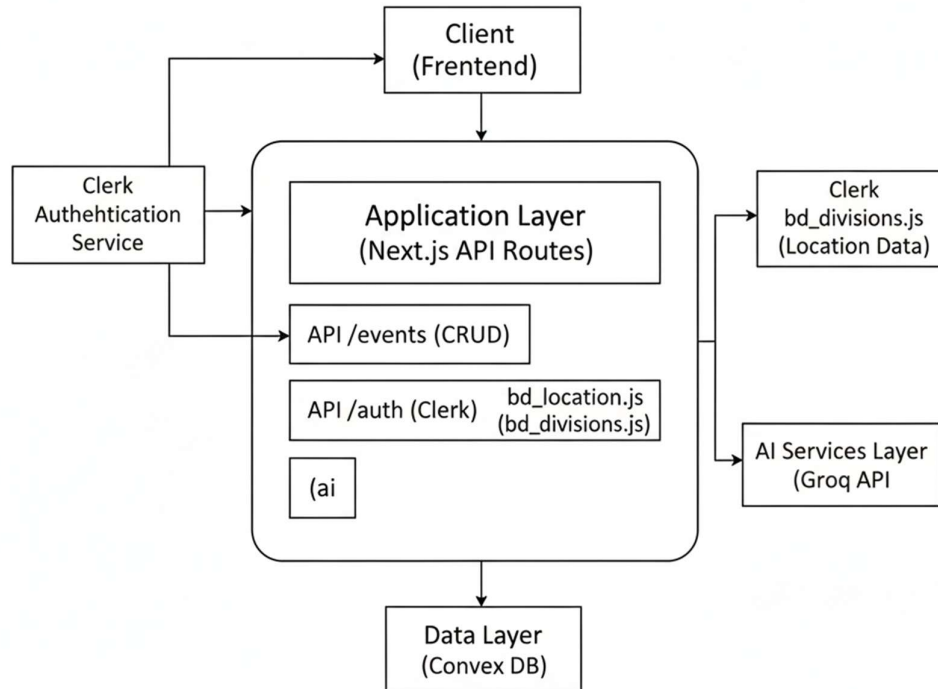 Client
(Frentend)
Clerk
Authehtication
Service
Application Layer
(Next.js API Routes)
API /events (CRUD)
API /auth (Clerk)
bd_location.js
(bd_divisions.js)
(ai
Clerk
bd_divisions.js
(Location Data)
AI Services Layer
(Groq API
Data Layer
(Convex DB)